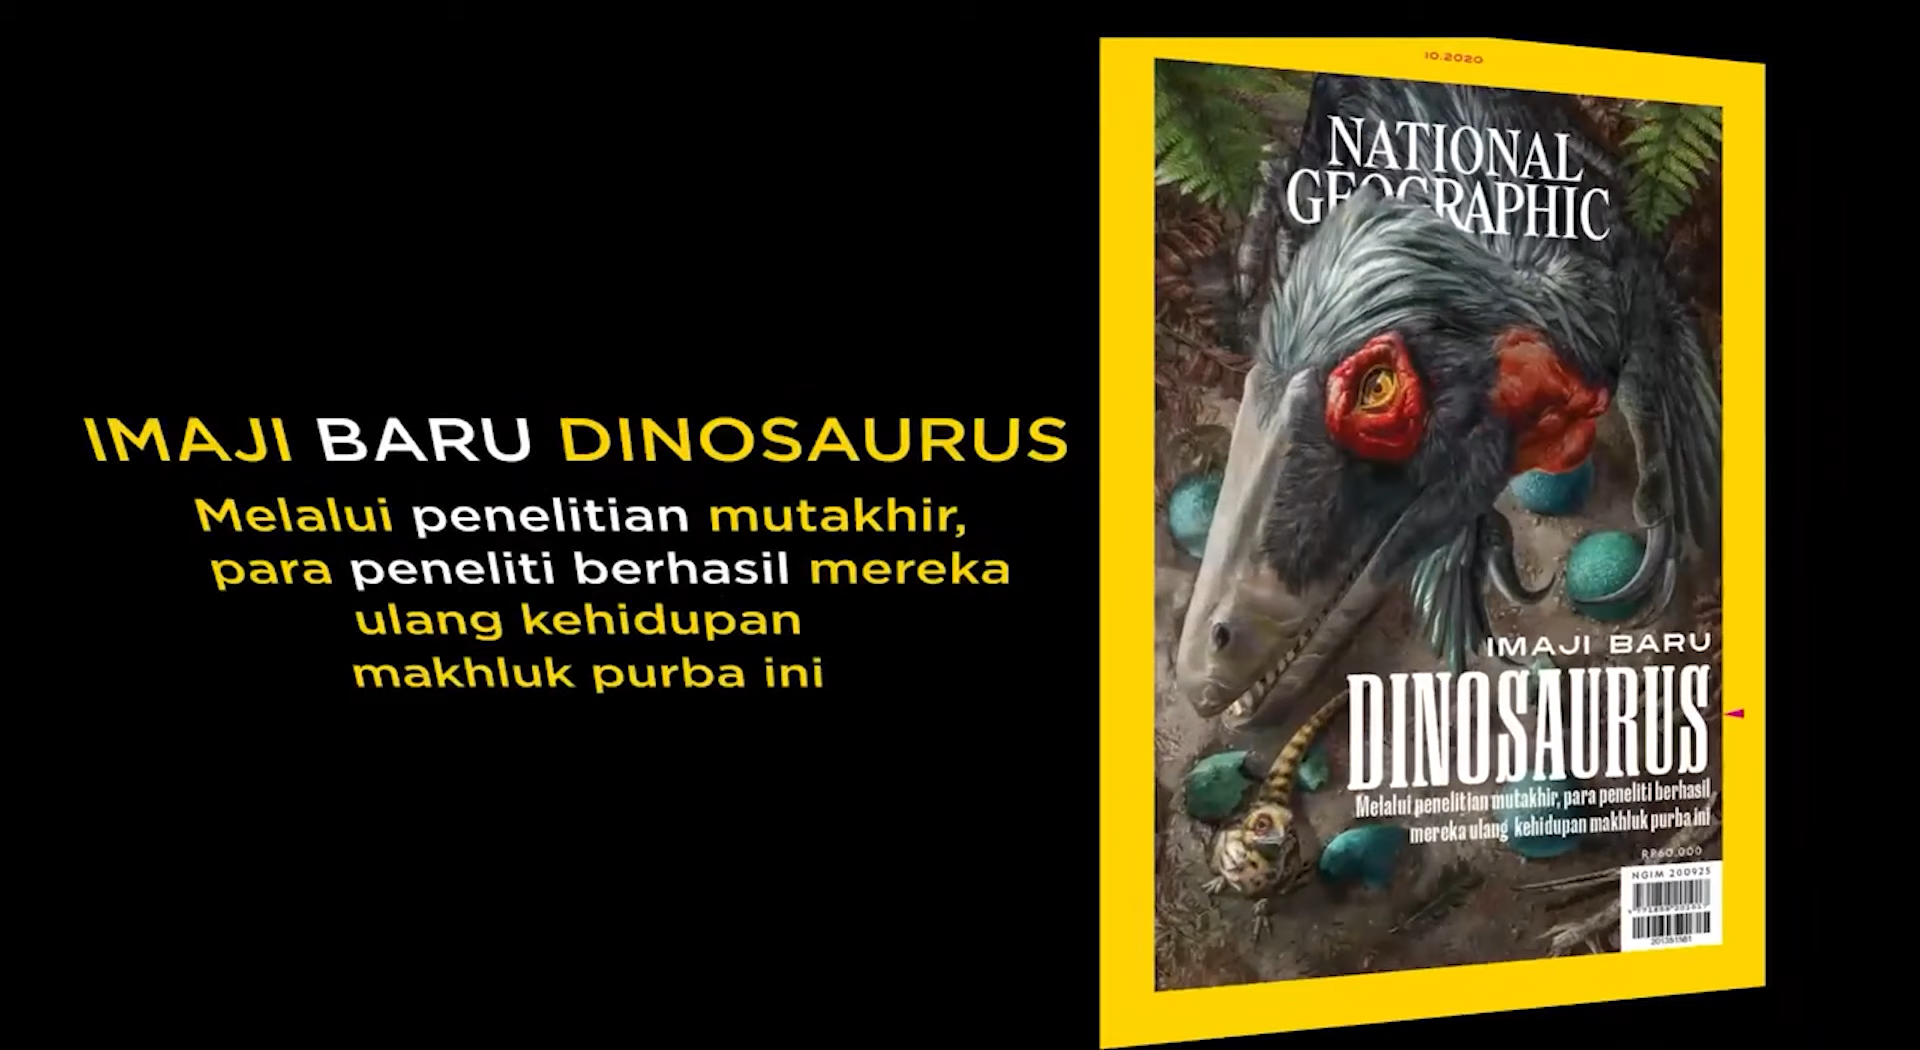 IMAJI BARU DINOSAURUS
Melalui penelitian mutakhir,
para peneliti berhasil mereka
ulang kehidupan
makhluk purba ini
10.2020
NATIONAL
GEOGRAPHIC
IMAJI BARU
DINOSAURUS
Melalui penelitian mutakhir, para peneliti berhasil
mereka ulang kehidupan makhluk purba ini
RP60.000
NGIM 200925